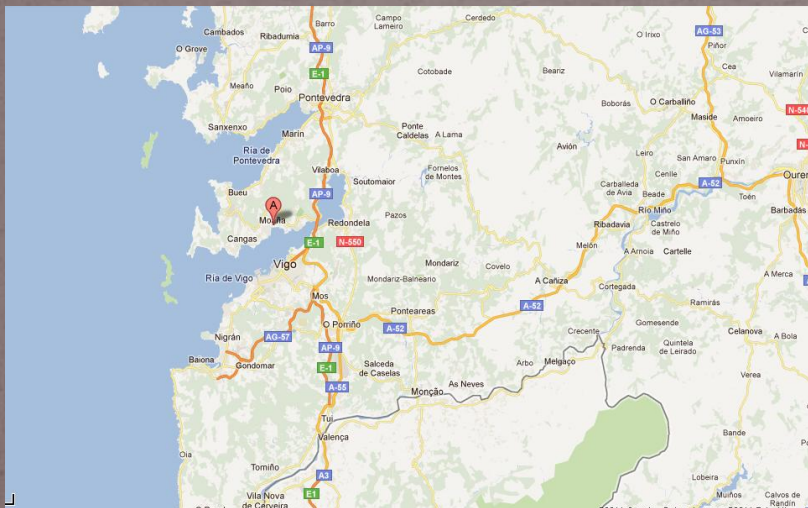 Campo
Lameiro
Cerdedo
Barro
Cambados
Ribadumia
O Grove
AP-9
E-1
O Irixo
AG-53
Piñor
Cea
Vilamarín
Meaño
Poio
Cotobade
Beariz
Pontevedra
Boborás
O Carballiño
Maside
Amoeiro
Sanxenxo
Marín
Ponte
Caldelas
A Lama
Avión
Leiro
San Amaro
Punxín
Cenlle
Ría de
Pontevedra
Vilaboa
Soutomaior
Fornelos
de Montes
Carballeda
de Avia
Beade
A-52
Toén
Bueu
AP-9
A
Redondela
Pazos
Río Miño
Ribadavia
Castrelo
de Miño
Barbadás
Cangas
E-1
N-550
Melón
A Arnoia
Cartelle
Vigo
Mondariz
Covelo
A Merca
Ría de Vigo
Mondariz-Balneario
A Cañiza
Cortegada
Mos
Ponteareas
A-52
Ramirás
O Porriño
A-52
Gomesende
Celanova
A Bola
Nigrán
AG-57
Crecente
Padrenda
Quintela
de Leirado
Baiona
Gondomar
AP-9
E-1
Salceda
de Caselas
Arbo
Melgaço
Verea
A-55
As Neves
Monção
Tui
Valença
Bande
Oia
Tomiño
A3
Lobeira
E1
Vila Nova
de Cerveira
Muiños
Calvos de
Randín